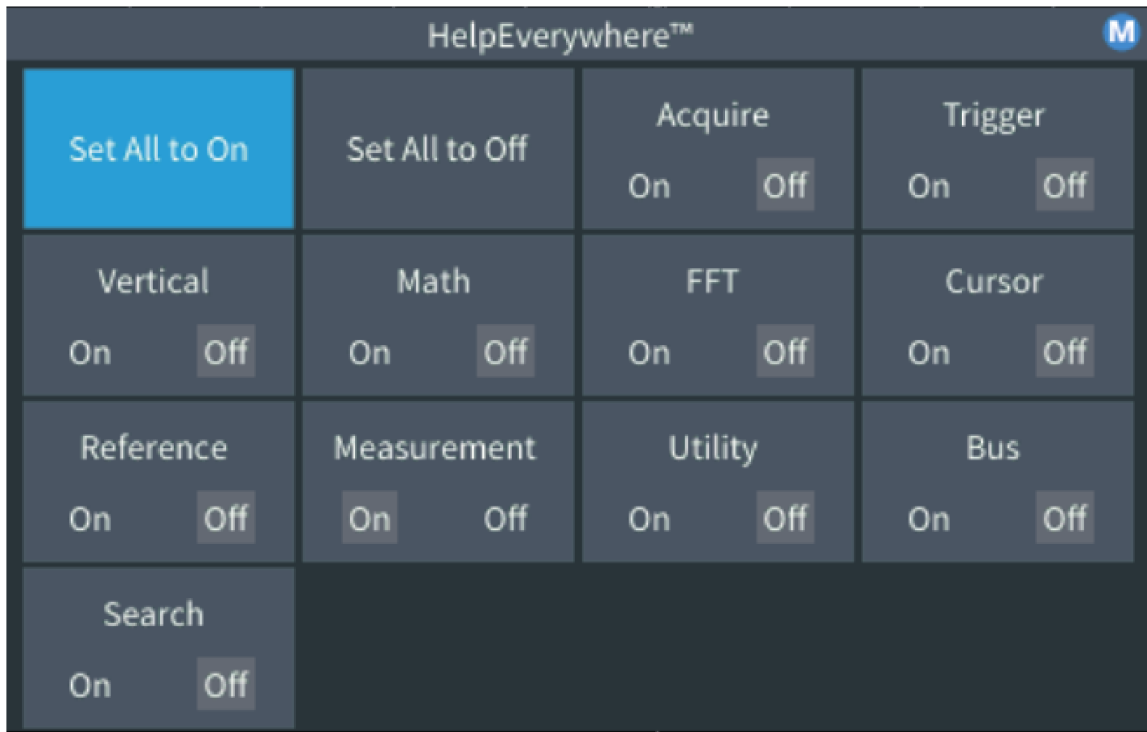 HelpEverywhere™ M
Set All to On
Set All to Off
Acquire
On Off
Trigger
On Off
Vertical
On Off
Math
On Off
FFT
On Off
Cursor
On Off
Reference
On Off
Measurement
On Off
Utility
On Off
Bus
On Off
Search
On Off